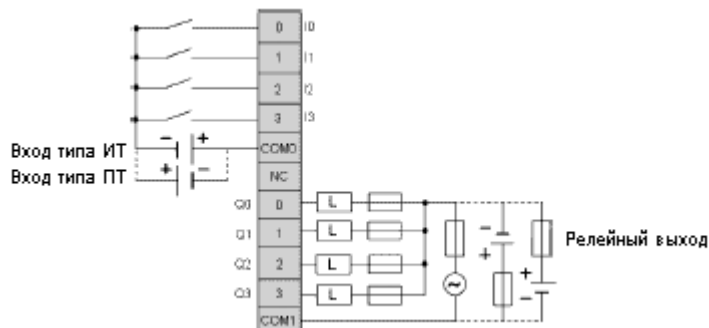 0 I0
1 I1
2 I2
3 I3
- +
Вход типа ИТ COM0
Вход типа ПТ + -
NC
Q0 0 L
Q1 1 L
Q2 2 L
Q3 3 L
COM1
- +
+ -
Релейный выход